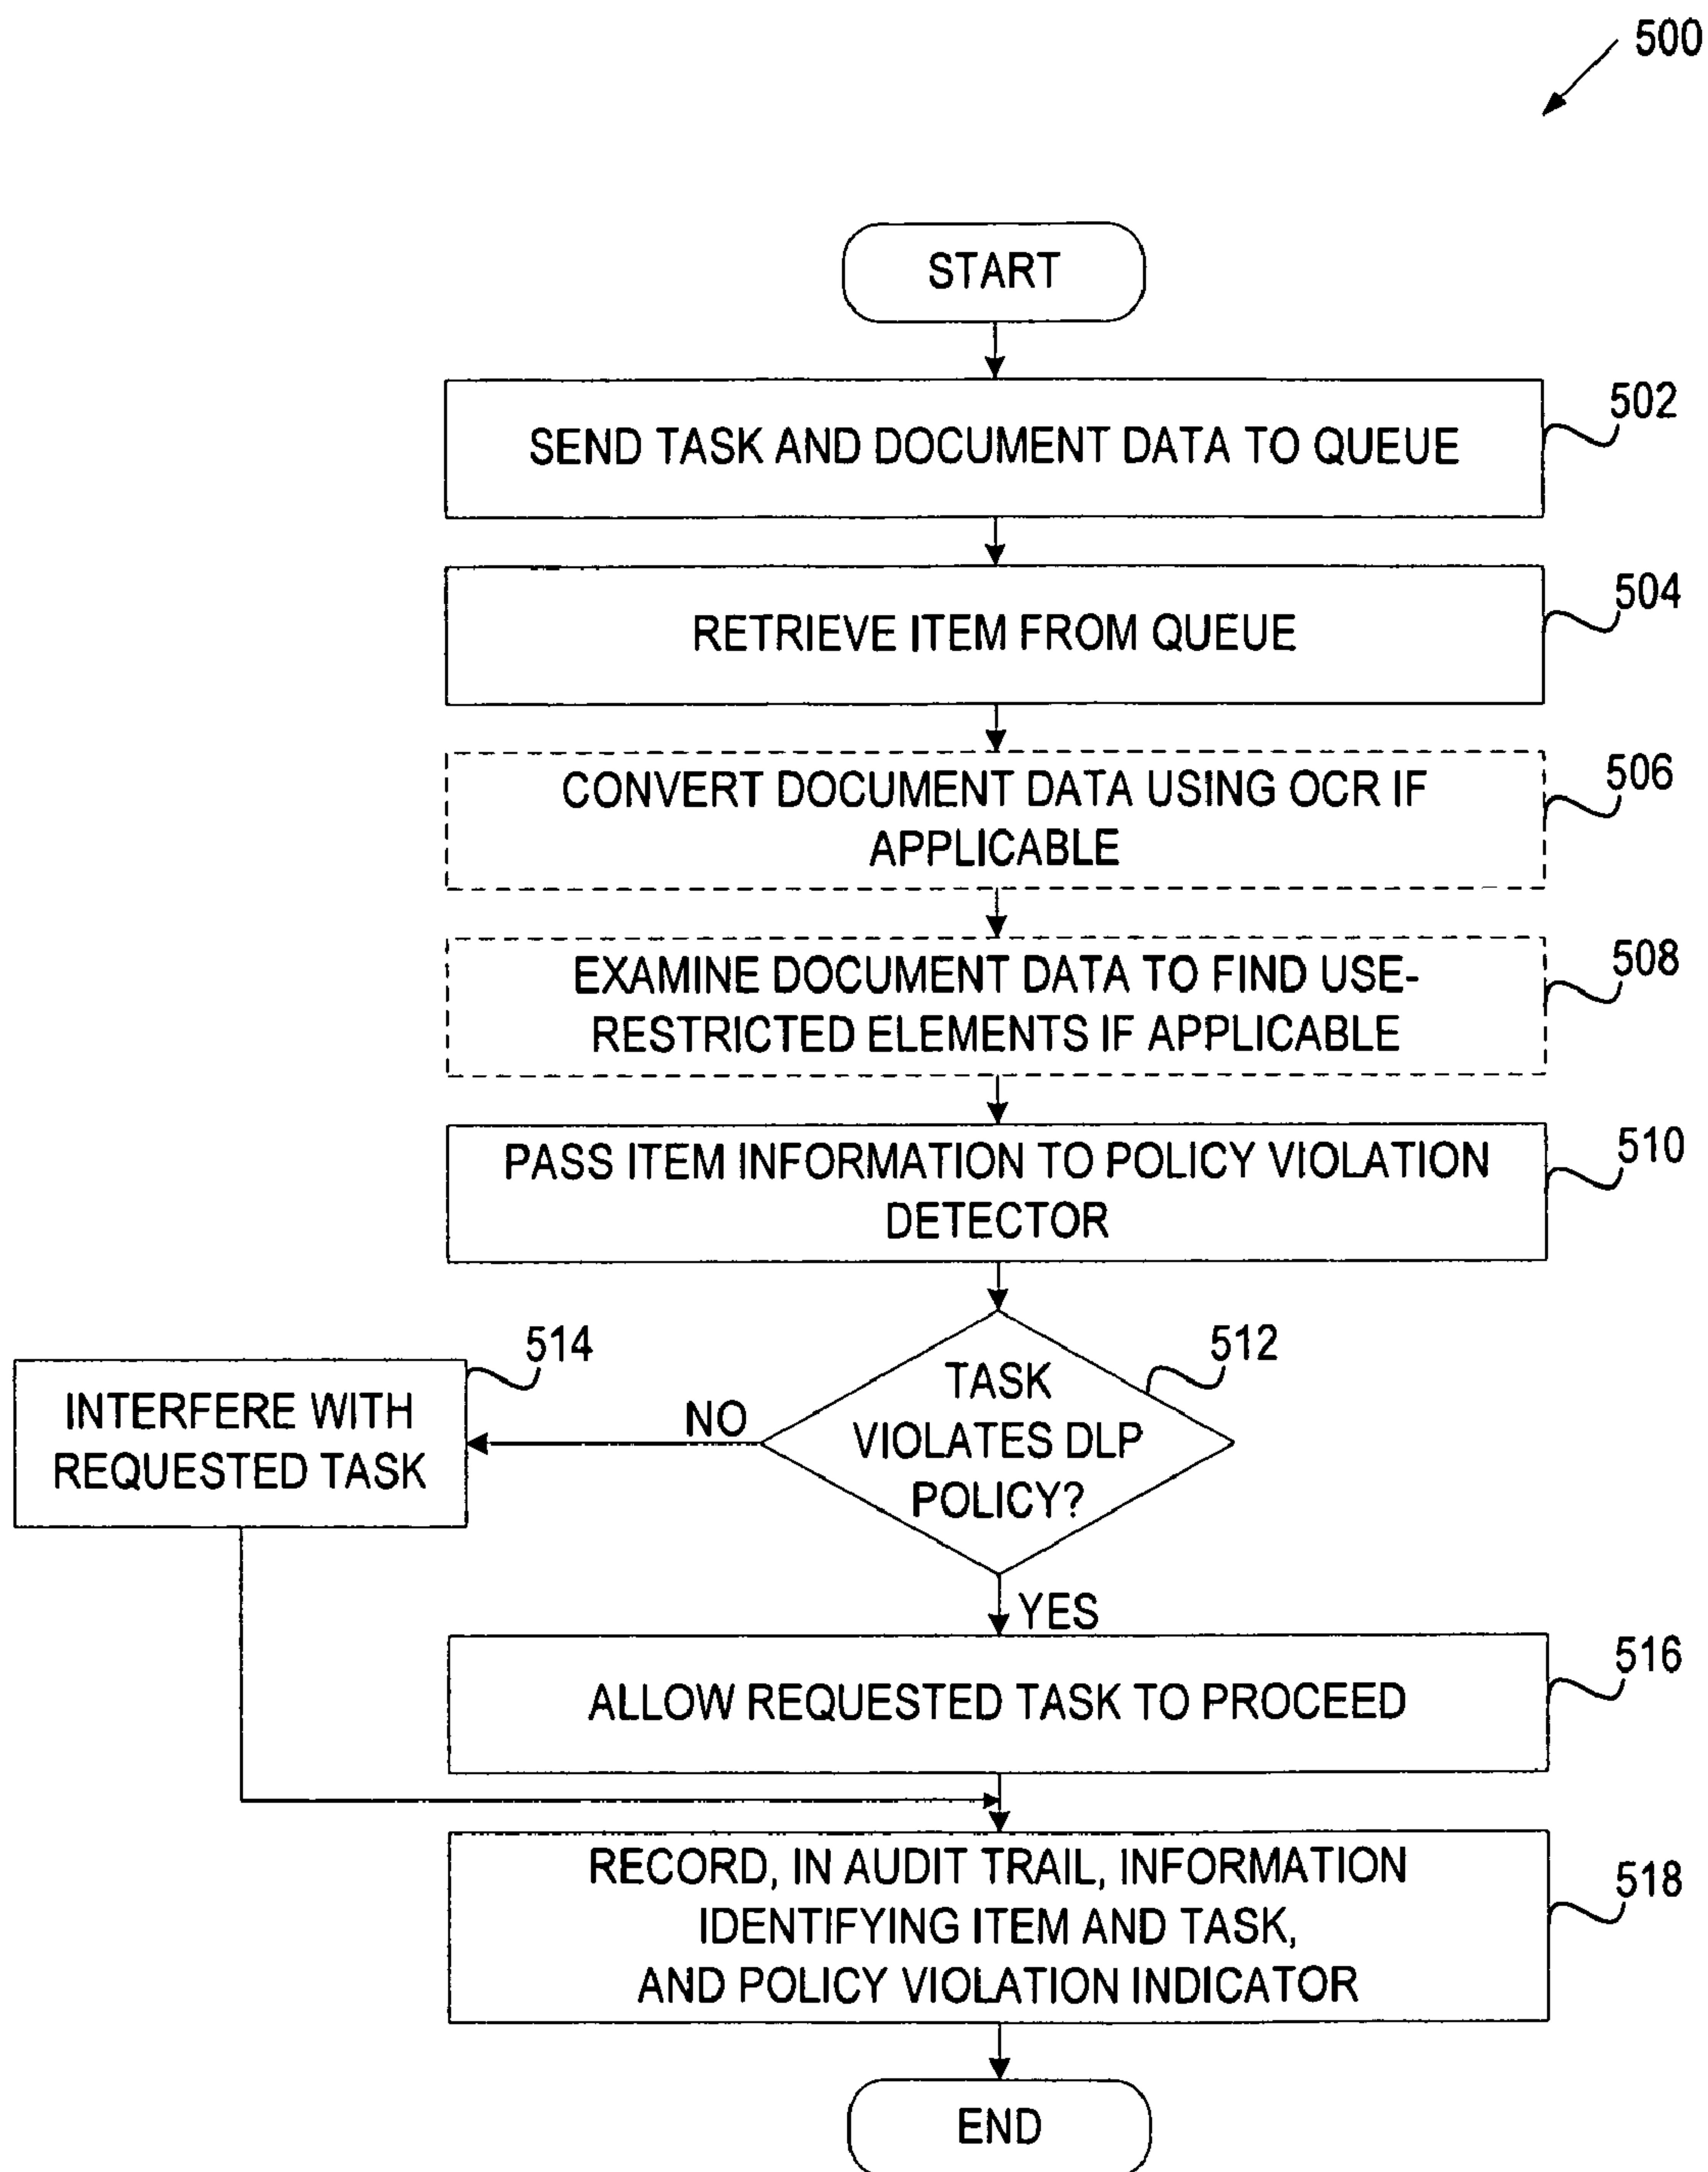 500
START
SEND TASK AND DOCUMENT DATA TO QUEUE
502
RETRIEVE ITEM FROM QUEUE
504
CONVERT DOCUMENT DATA USING OCR IF
APPLICABLE
506
EXAMINE DOCUMENT DATA TO FIND USE-
RESTRICTED ELEMENTS IF APPLICABLE
508
PASS ITEM INFORMATION TO POLICY VIOLATION
DETECTOR
510
TASK
VIOLATES DLP
POLICY?
512
NO
INTERFERE WITH
REQUESTED TASK
514
YES
ALLOW REQUESTED TASK TO PROCEED
516
RECORD, IN AUDIT TRAIL, INFORMATION
IDENTIFYING ITEM AND TASK,
AND POLICY VIOLATION INDICATOR
518
END